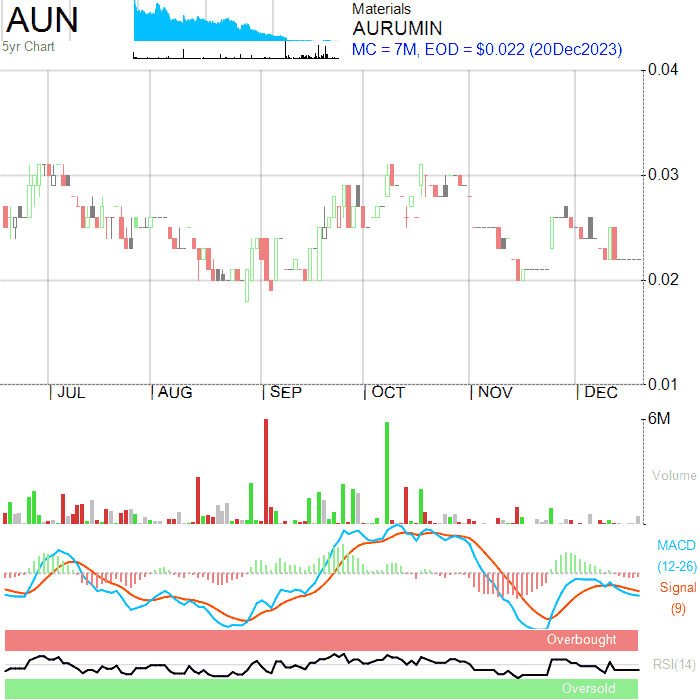 AUN
5yr Chart
Materials
AURUMIN
MC = 7M, EOD = $0.022 (20Dec2023)
0.04
0.03
0.02
0.01
| JUL | AUG | SEP | OCT | NOV | DEC
6M
Volume
MACD
(12-26)
Signal
(9)
Overbought
RSI(14)
Oversold